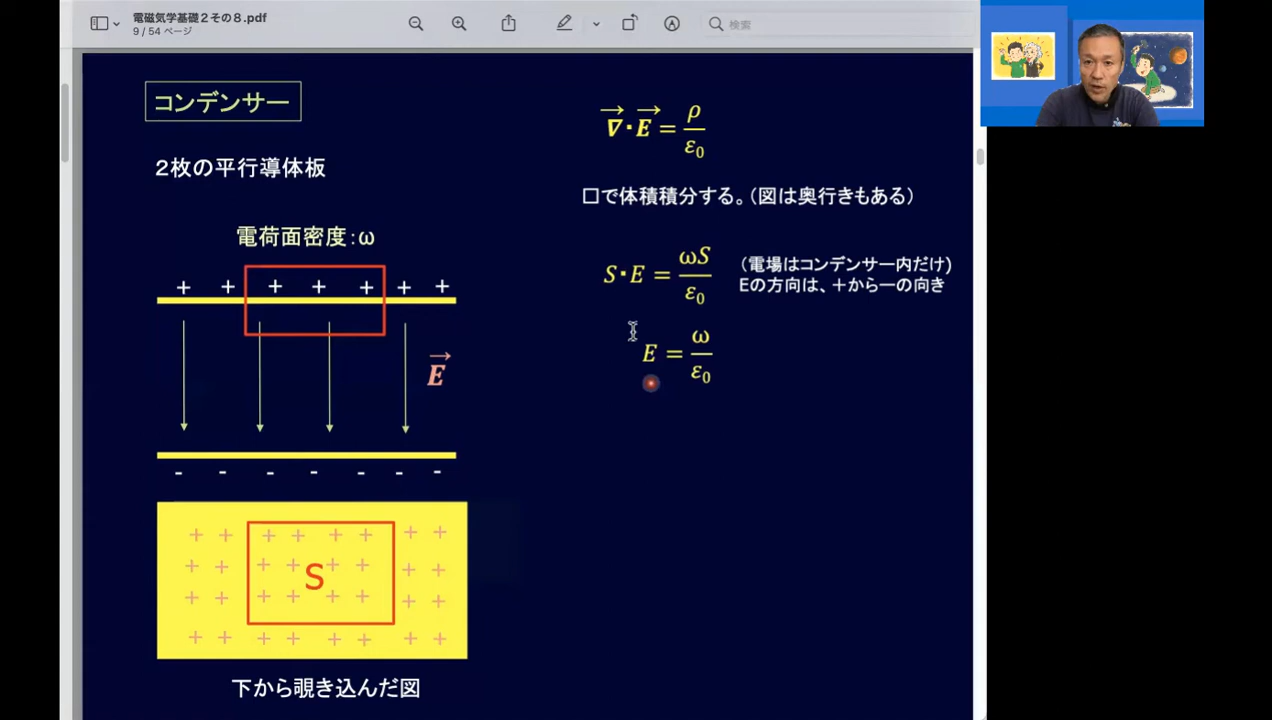 電磁気学基礎２その８.pdf
9 / 54 ページ
検索
コンデンサー
２枚の平行導体板
電荷面密度：ω
+ + + + + + +
E
- - - - - - -
+ + + + + + + +
+ + + + + + + +
S
+ + + + + + + +
+ + + + + + + +
下から覗き込んだ図
∇・E = ρ/ε0
□で体積積分する。（図は奥行きもある）
S・E = ωS/ε0
（電場はコンデンサー内だけ）
Eの方向は、＋から－の向き
E = ω/ε0